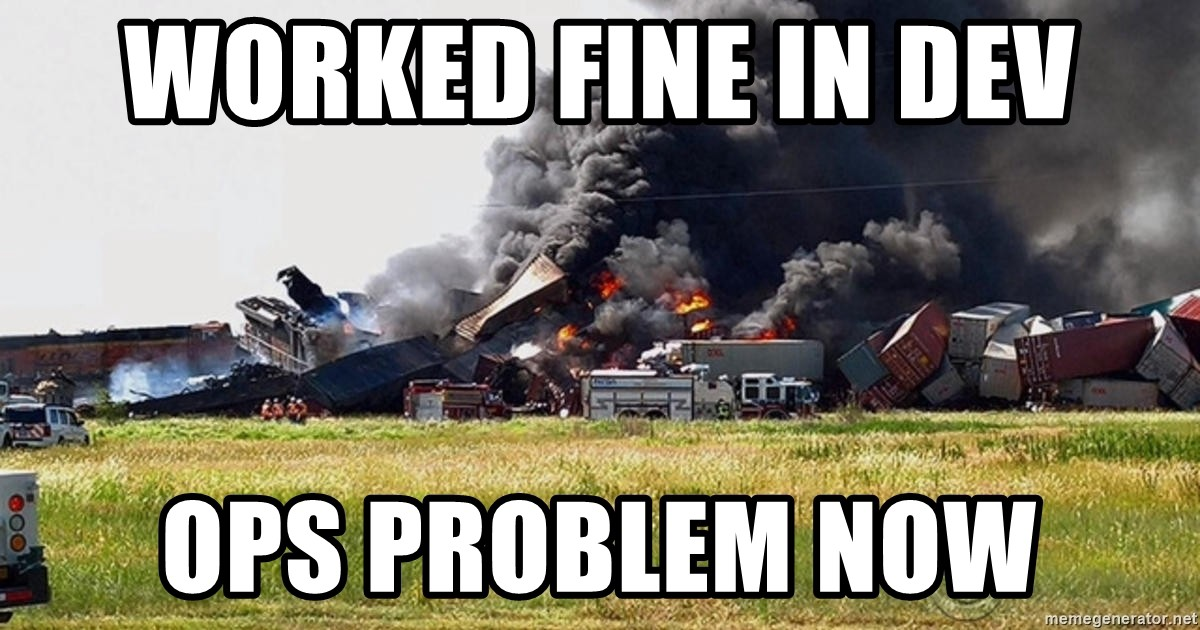 WORKED FINE IN DEV
OPS PROBLEM NOW
memegenerator.net